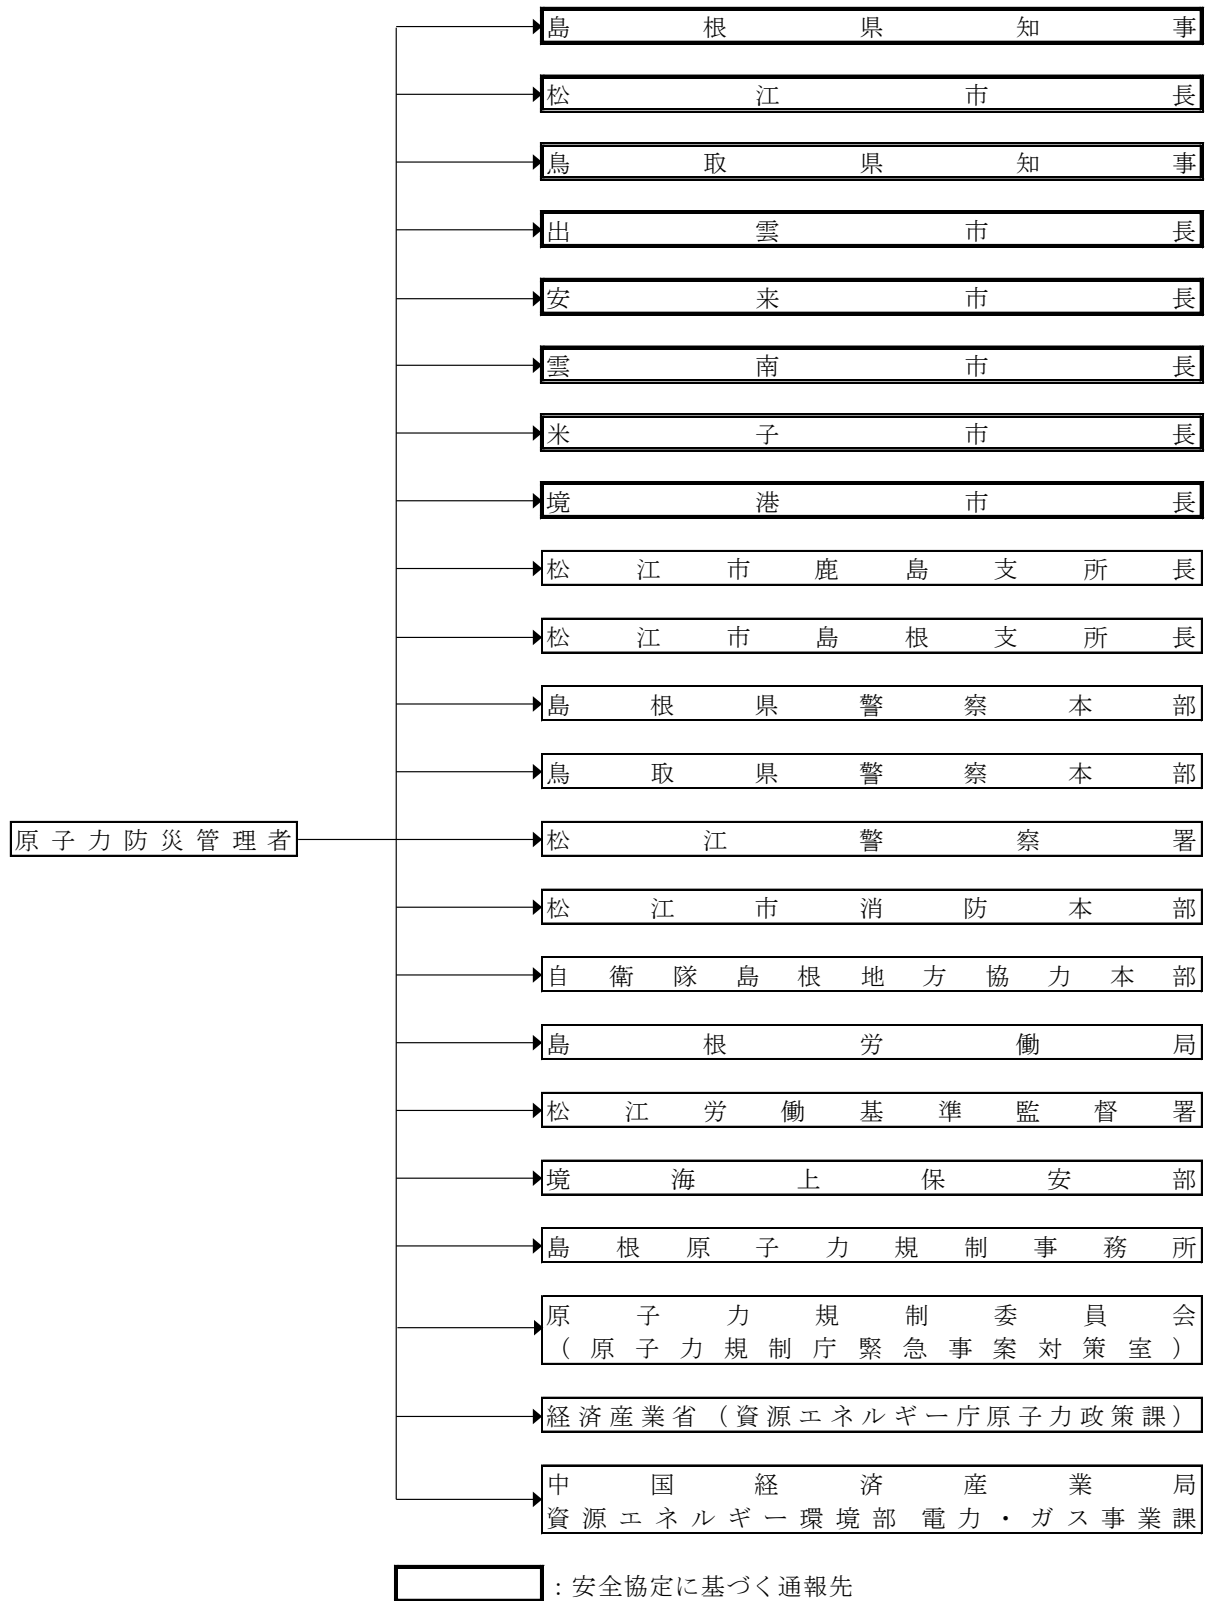 島根県知事
松江市長
鳥取県知事
出雲市長
安来市長
雲南市長
米子市長
境港市長
松江市鹿島支所長
松江市島根支所長
島根県警察本部
鳥取県警察本部
原子力防災管理者
松江警察署
松江市消防本部
自衛隊島根地方協力本部
島根労働局
松江労働基準監督署
境海上保安部
島根原子力規制事務所
原子力規制委員会
（原子力規制庁緊急事案対策室）
経済産業省（資源エネルギー庁原子力政策課）
中国経済産業局
資源エネルギー環境部 電力・ガス事業課
：安全協定に基づく通報先